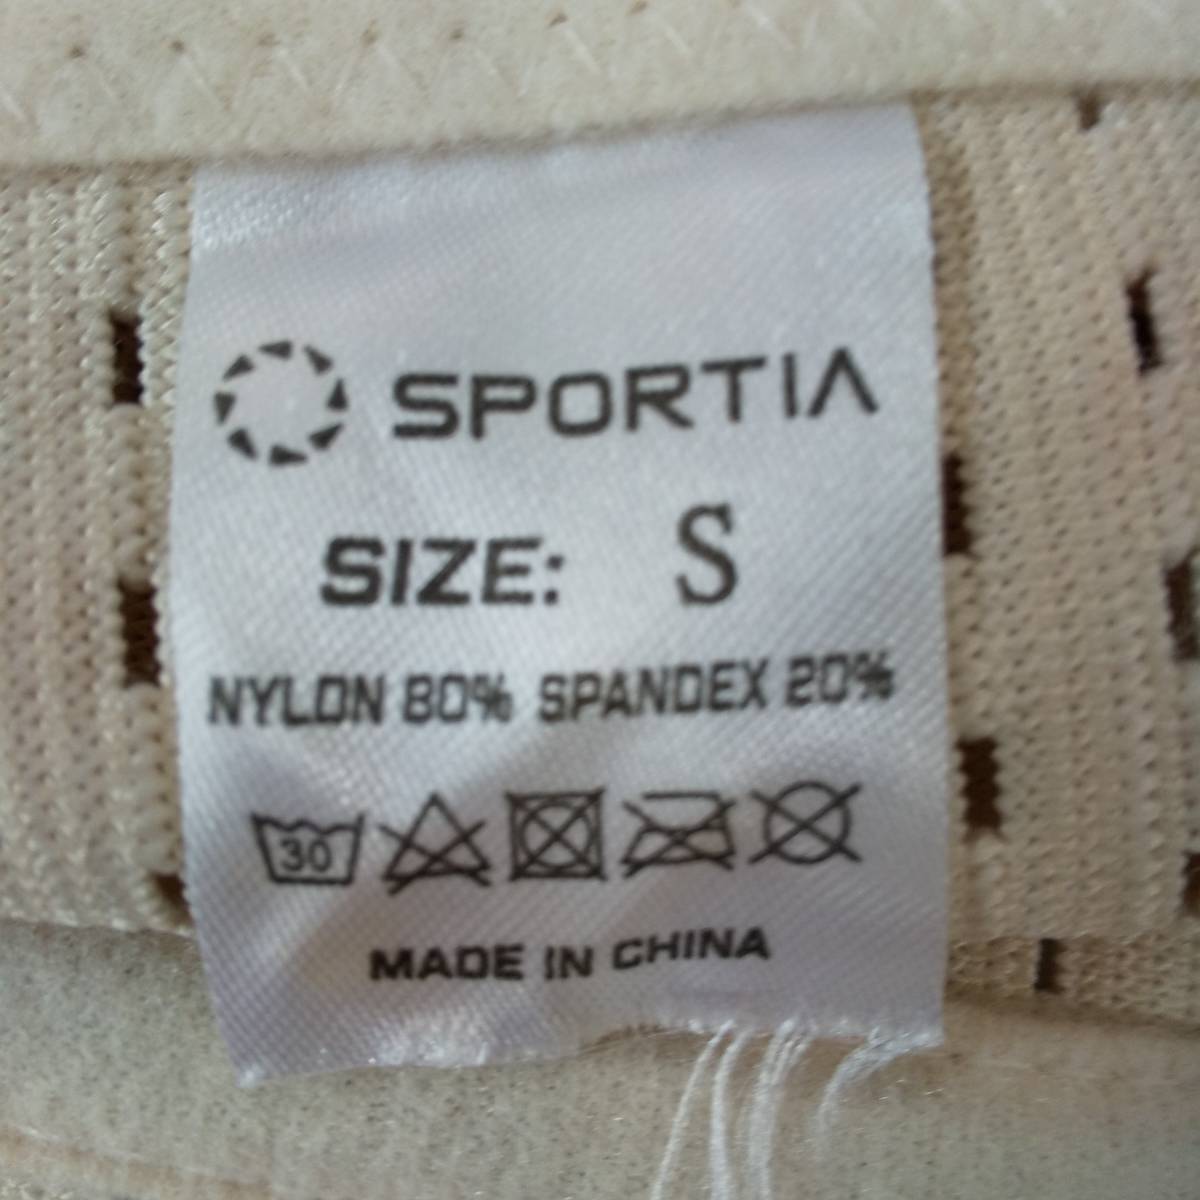 SPORTIA
SIZE: S
NYLON 80% SPANDEX 20%
30
MADE IN CHINA